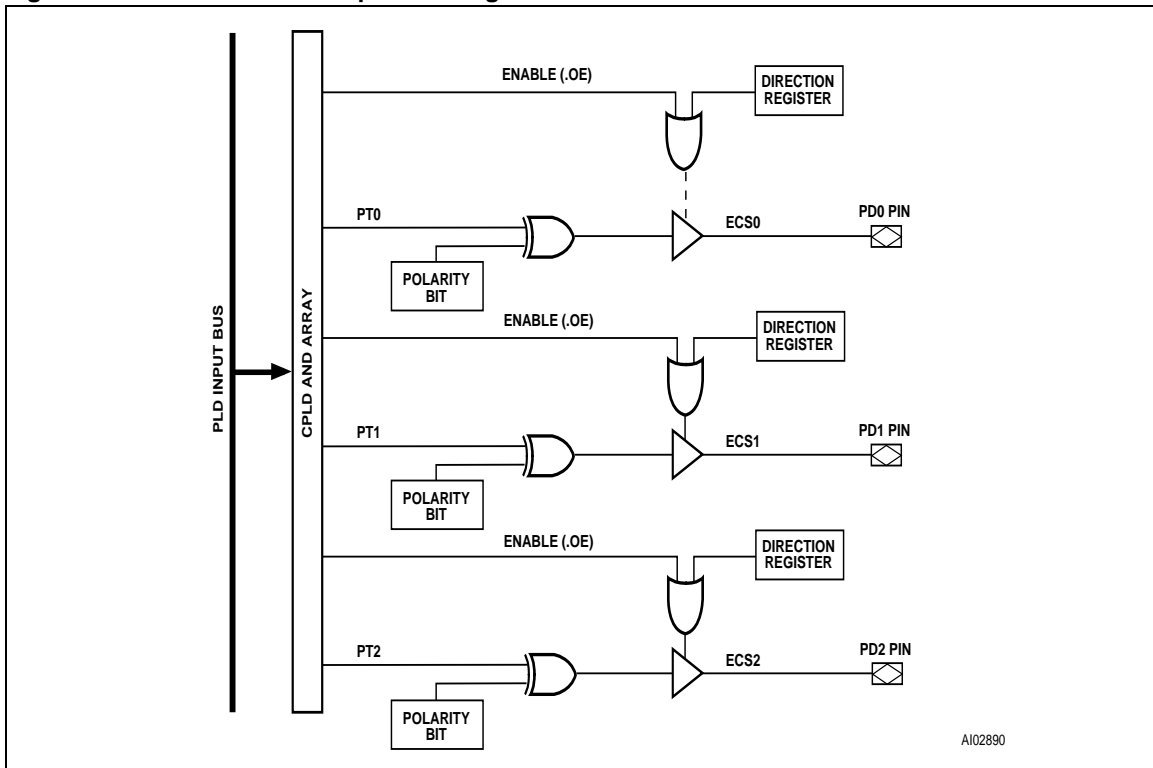 ENABLE (.OE)
DIRECTION
REGISTER
PT0
ECS0
PD0 PIN
POLARITY
BIT
ENABLE (.OE)
DIRECTION
REGISTER
PLD INPUT BUS
CPLD AND ARRAY
PT1
ECS1
PD1 PIN
POLARITY
BIT
ENABLE (.OE)
DIRECTION
REGISTER
PT2
ECS2
PD2 PIN
POLARITY
BIT
AI02890